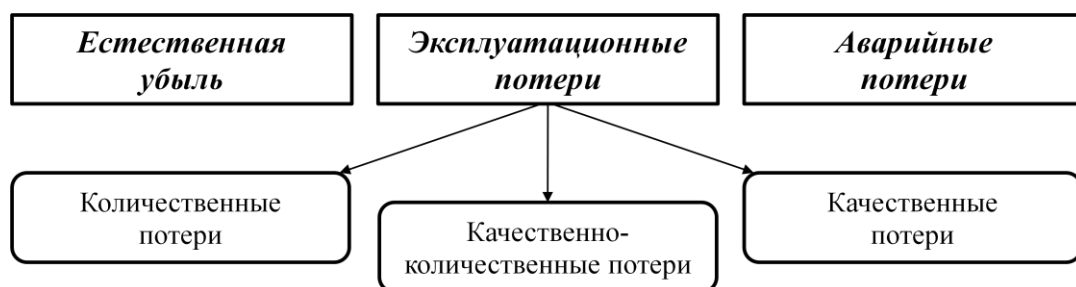 Естественная
убыль
Эксплуатационные
потери
Аварийные
потери
Количественные
потери
Качественно-
количественные потери
Качественные
потери